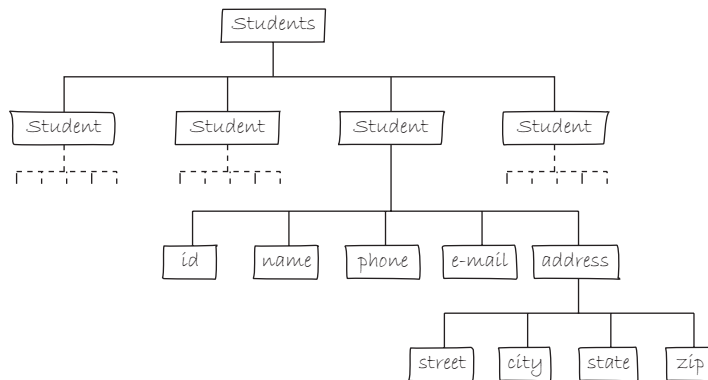 Students
Student Student Student Student
id name phone e-mail address
street city state zip